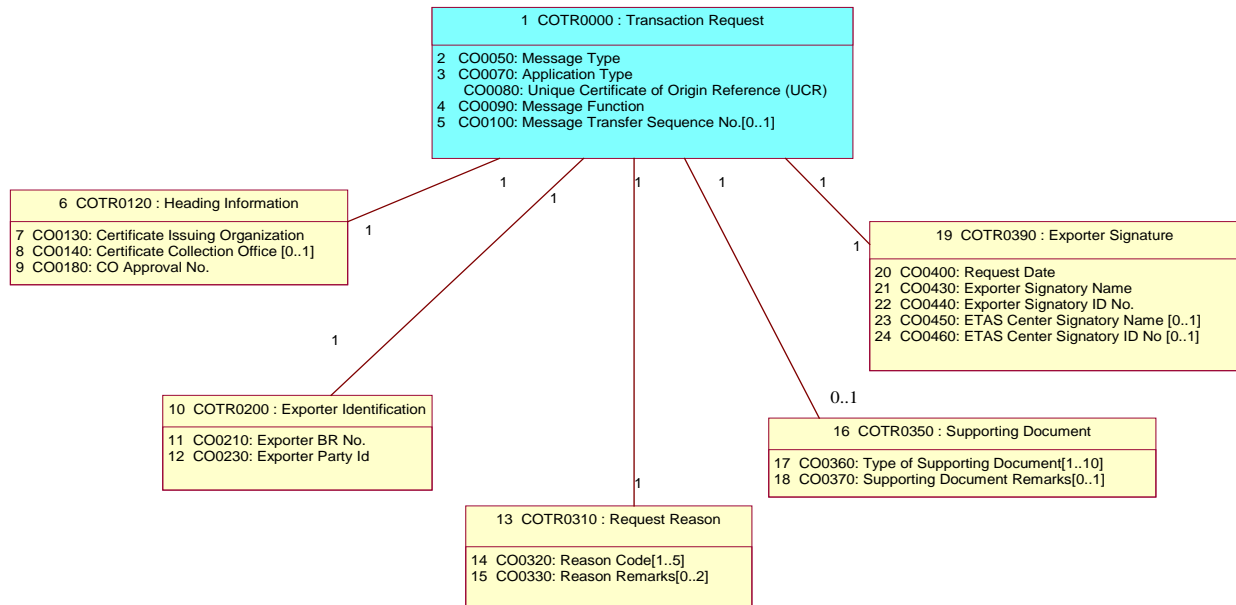 1 COTR0000 : Transaction Request
2 CO0050: Message Type
3 CO0070: Application Type
CO0080: Unique Certificate of Origin Reference (UCR)
4 CO0090: Message Function
5 CO0100: Message Transfer Sequence No.[0..1]
1
1
1
1
1
6 COTR0120 : Heading Information
7 CO0130: Certificate Issuing Organization
8 CO0140: Certificate Collection Office [0..1]
9 CO0180: CO Approval No.
1
1
19 COTR0390 : Exporter Signature
20 CO0400: Request Date
21 CO0430: Exporter Signatory Name
22 CO0440: Exporter Signatory ID No.
23 CO0450: ETAS Center Signatory Name [0..1]
24 CO0460: ETAS Center Signatory ID No [0..1]
1
10 COTR0200 : Exporter Identification
11 CO0210: Exporter BR No.
12 CO0230: Exporter Party Id
0..1
16 COTR0350 : Supporting Document
17 CO0360: Type of Supporting Document[1..10]
18 CO0370: Supporting Document Remarks[0..1]
1
13 COTR0310 : Request Reason
14 CO0320: Reason Code[1..5]
15 CO0330: Reason Remarks[0..2]